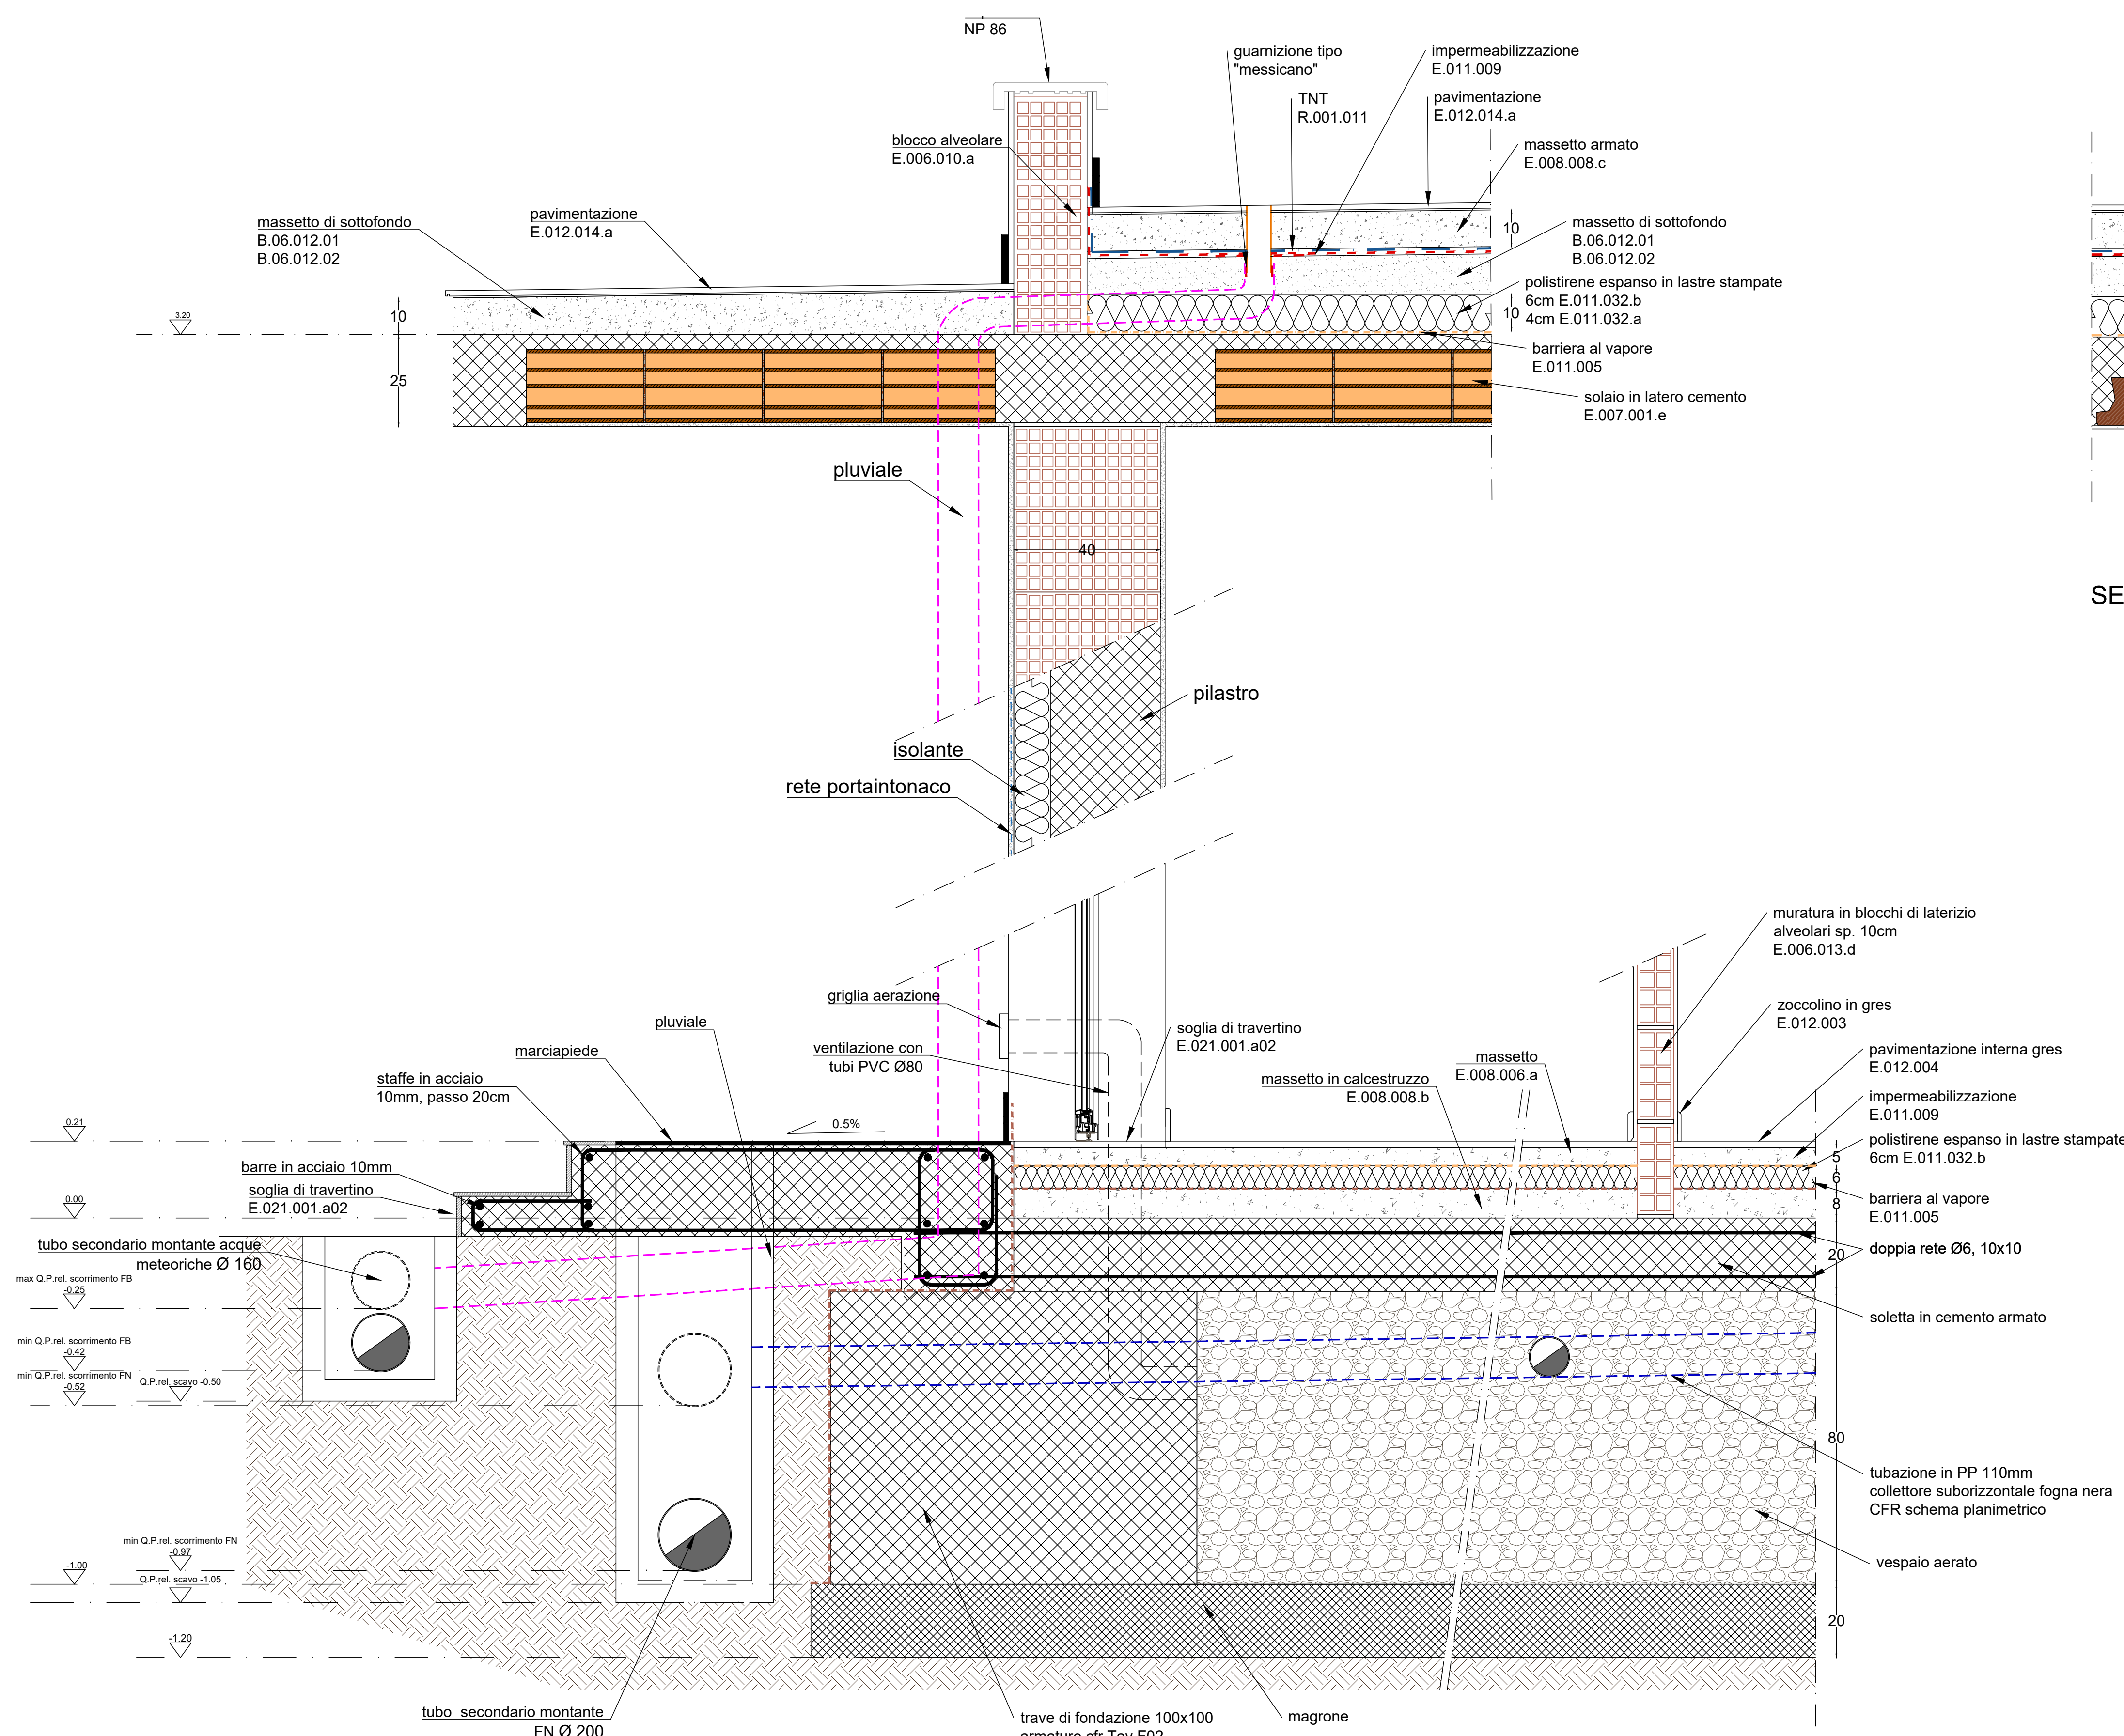 NP 86
guarnizione tipo
"messicano"
impermeabilizzazione
E.011.009
TNT
R.001.011
pavimentazione
E.012.014.a
blocco alveolare
E.006.010.a
massetto armato
E.008.008.c
massetto di sottofondo
B.06.012.01
B.06.012.02
pavimentazione
E.012.014.a
massetto di sottofondo
B.06.012.01
B.06.012.02
10
polistirene espanso in lastre stampate
6cm E.011.032.b
4cm E.011.032.a
10
10
3.20
barriera al vapore
E.011.005
25
solaio in latero cemento
E.007.001.e
pluviale
40
SE
pilastro
isolante
rete portaintonaco
muratura in blocchi di laterizio
alveolari sp. 10cm
E.006.013.d
griglia aerazione
zoccolino in gres
E.012.003
pluviale
soglia di travertino
E.021.001.a02
marciapiede
ventilazione con
tubi PVC Ø80
massetto
E.008.006.a
pavimentazione interna gres
E.012.004
staffe in acciaio
10mm, passo 20cm
massetto in calcestruzzo
E.008.008.b
impermeabilizzazione
E.011.009
0.21
0.5%
polistirene espanso in lastre stampate
6cm E.011.032.b
5
6
8
barre in acciaio 10mm
soglia di travertino
E.021.001.a02
barriera al vapore
E.011.005
0.00
tubo secondario montante acque
meteoriche Ø 160
doppia rete Ø6, 10x10
20
max Q.P.rel. scorrimento FB
-0.25
soletta in cemento armato
min Q.P.rel. scorrimento FB
-0.42
min Q.P.rel. scorrimento FN
-0.52
Q.P.rel. scavo -0.50
80
tubazione in PP 110mm
collettore suborizzontale fogna nera
CFR schema planimetrico
min Q.P.rel. scorrimento FN
-0.97
vespaio aerato
-1.00
Q.P.rel. scavo -1.05
20
-1.20
tubo secondario montante
FN Ø 200
trave di fondazione 100x100
armature cfr Tav F02
magrone